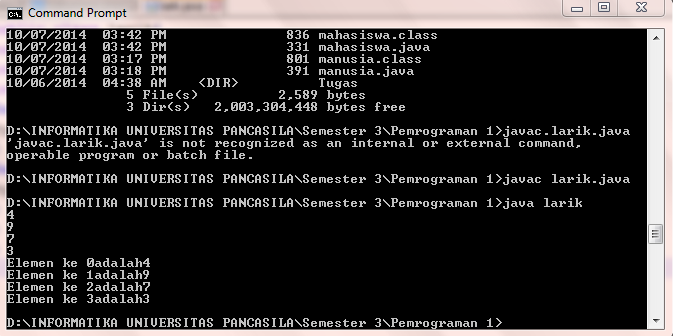 Command Prompt
10/07/2014  03:42 PM               836 mahasiswa.class
10/07/2014  03:42 PM               331 mahasiswa.java
10/07/2014  03:17 PM               801 manusia.class
10/07/2014  03:18 PM               391 manusia.java
10/06/2014  04:38 AM    <DIR>          Tugas
               5 File(s)          2,589 bytes
               3 Dir(s)   2,003,304,448 bytes free
D:\INFORMATIKA UNIVERSITAS PANCASILA\Semester 3\Pemrograman 1>javac.larik.java
'javac.larik.java' is not recognized as an internal or external command,
operable program or batch file.
D:\INFORMATIKA UNIVERSITAS PANCASILA\Semester 3\Pemrograman 1>javac larik.java
D:\INFORMATIKA UNIVERSITAS PANCASILA\Semester 3\Pemrograman 1>java larik
4
9
7
3
Elemen ke 0adalah4
Elemen ke 1adalah9
Elemen ke 2adalah7
Elemen ke 3adalah3
D:\INFORMATIKA UNIVERSITAS PANCASILA\Semester 3\Pemrograman 1>